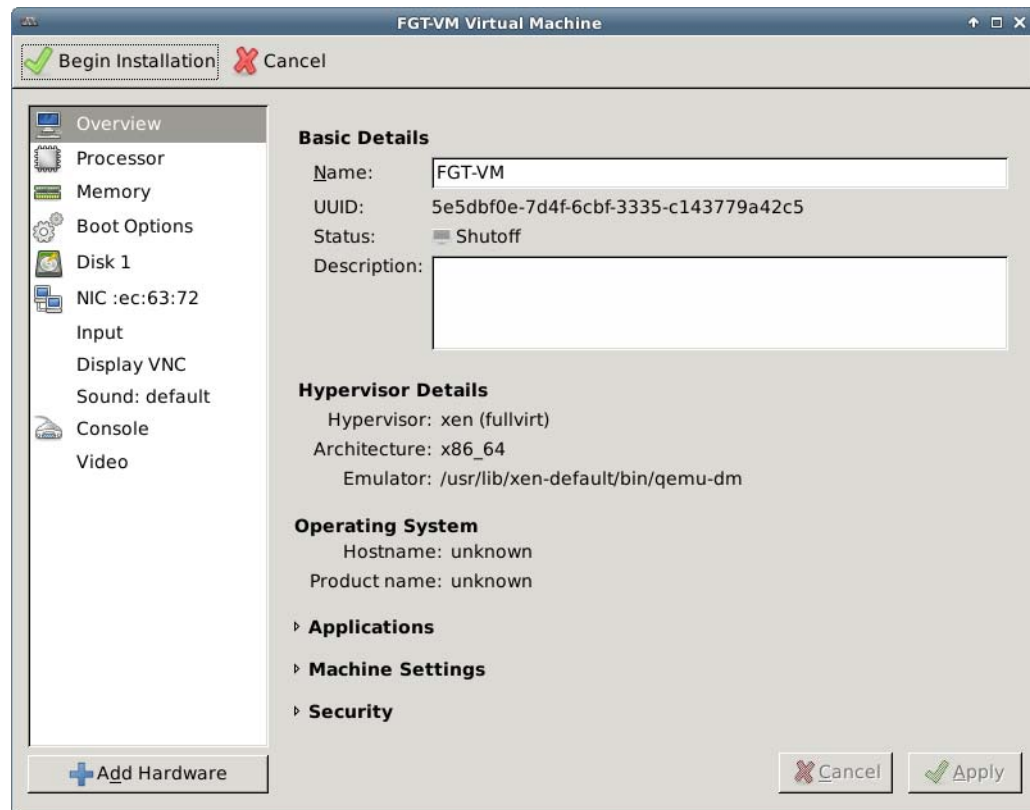 FGT-VM Virtual Machine
Begin Installation
Cancel
Overview
Processor
Memory
Boot Options
Disk 1
NIC :ec:63:72
Input
Display VNC
Sound: default
Console
Video
Add Hardware
Basic Details
Name: FGT-VM
UUID: 5e5dbf0e-7d4f-6cbf-3335-c143779a42c5
Status: Shutoff
Description:
Hypervisor Details
Hypervisor: xen (fullvirt)
Architecture: x86_64
Emulator: /usr/lib/xen-default/bin/qemu-dm
Operating System
Hostname: unknown
Product name: unknown
Applications
Machine Settings
Security
Cancel
Apply